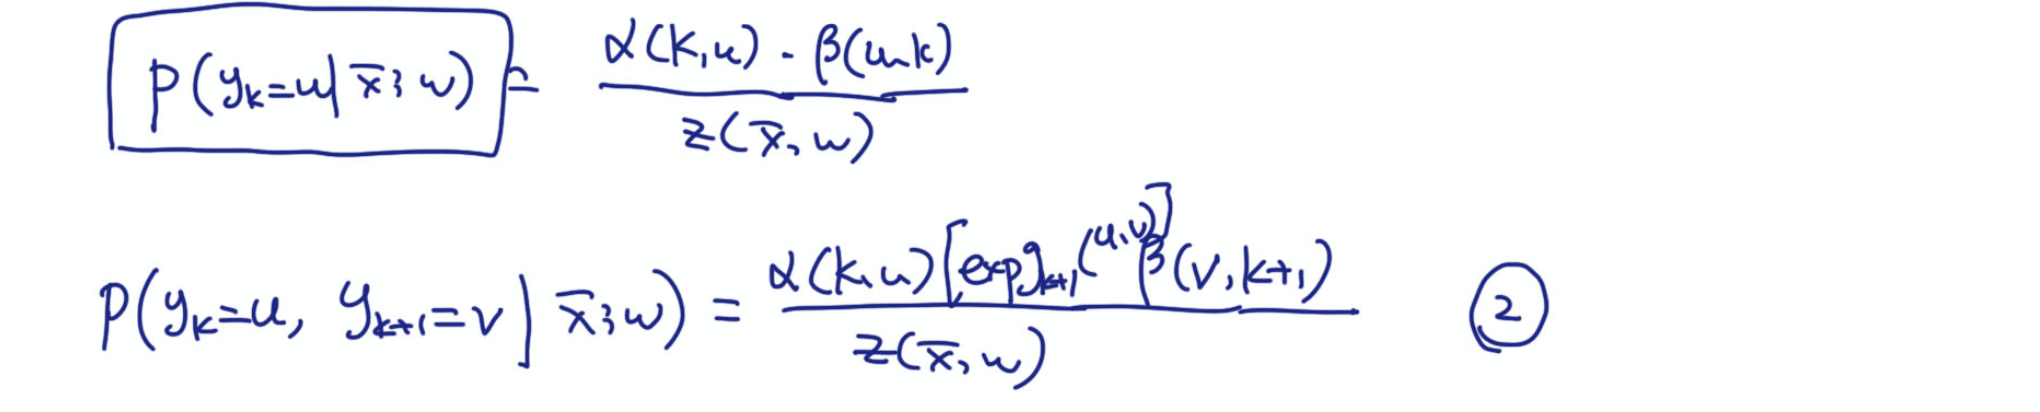 P(y_k=u | x̄; w) = α(k,u) · β(u,k) / z(x̄, w)
P(y_k=u, y_{k+1}=v | x̄; w) = α(k,u) [exp g_{k+1}(u,v)] β(v,k+1) / z(x̄, w) ②